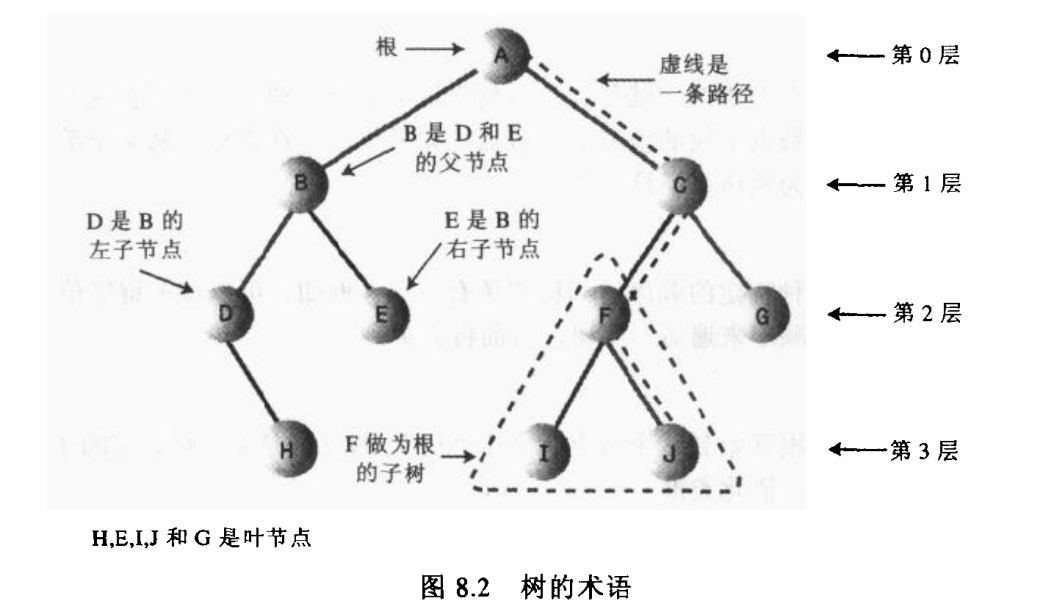 根
A
第 0 层
虚线是
一条路径
B 是 D 和 E
的父节点
B
C
第 1 层
D 是 B 的
左子节点
E 是 B 的
右子节点
D
E
F
G
第 2 层
H
F 做为根
的子树
I
J
第 3 层
H,E,I,J 和 G 是叶节点
图 8.2 树的术语